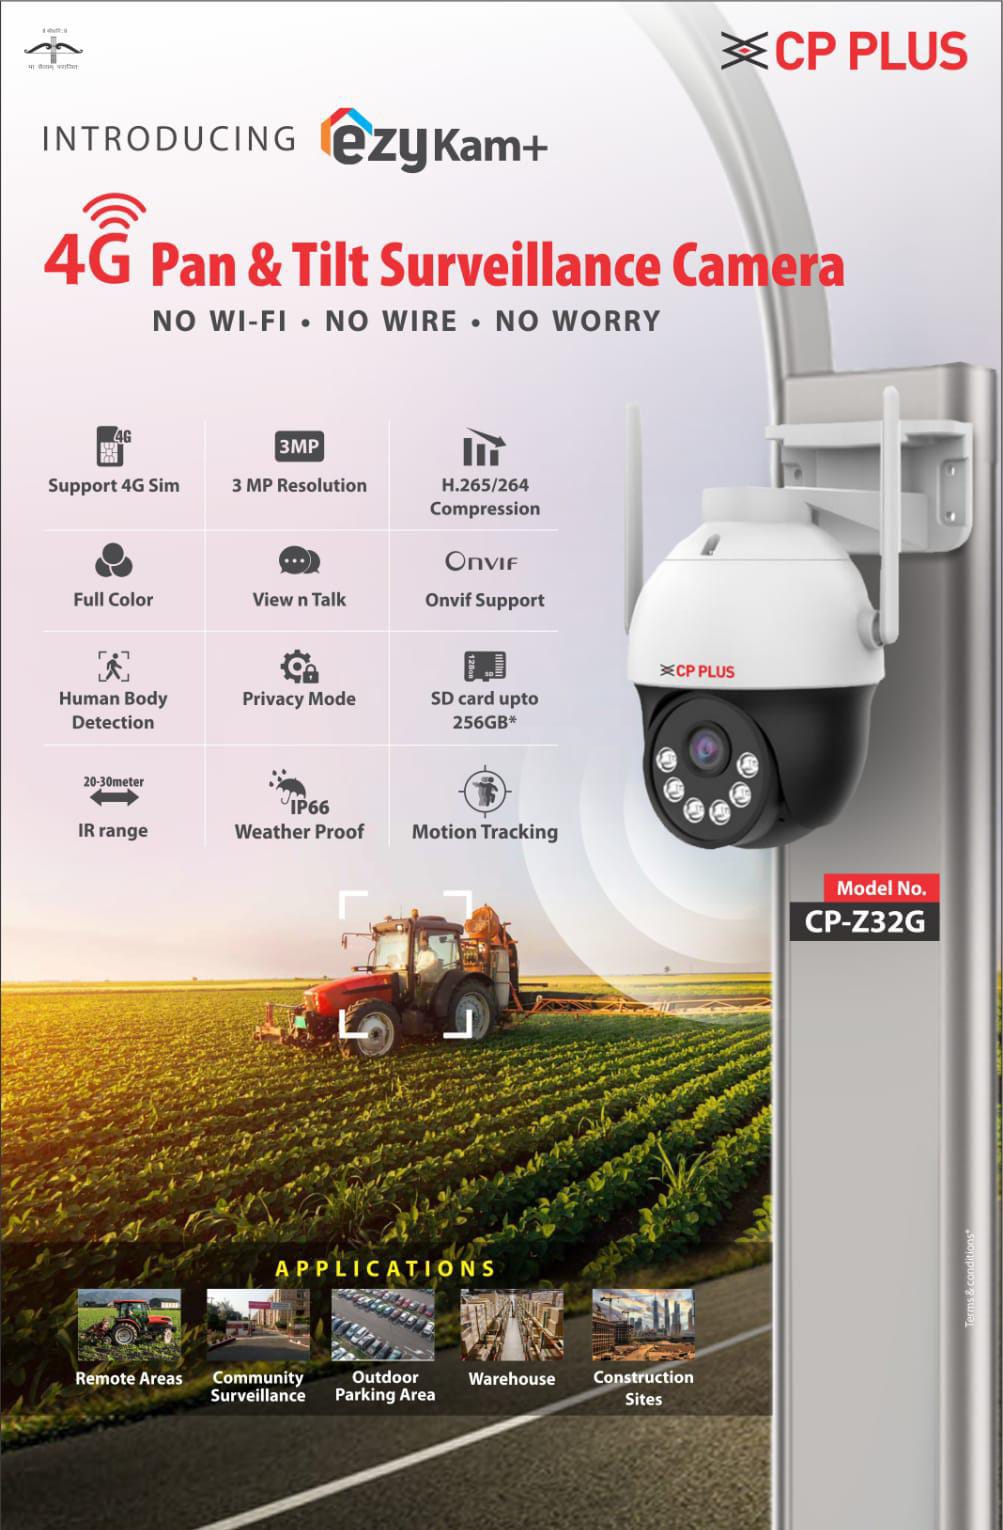 ॥ श्रीहरि: ॥
CP PLUS
INTRODUCING ezyKam+
4G Pan & Tilt Surveillance Camera
NO WI-FI • NO WIRE • NO WORRY
4G
Support 4G Sim
3MP
3 MP Resolution
H.265/264
Compression
Full Color
View n Talk
ONVIF
Onvif Support
Human Body
Detection
Privacy Mode
128GB
SD
SD card upto
256GB*
20-30meter
IR range
IP66
Weather Proof
Motion Tracking
CP PLUS
Model No.
CP-Z32G
Terms & conditions*
APPLICATIONS
Remote Areas
Community
Surveillance
Outdoor
Parking Area
Warehouse
Construction
Sites